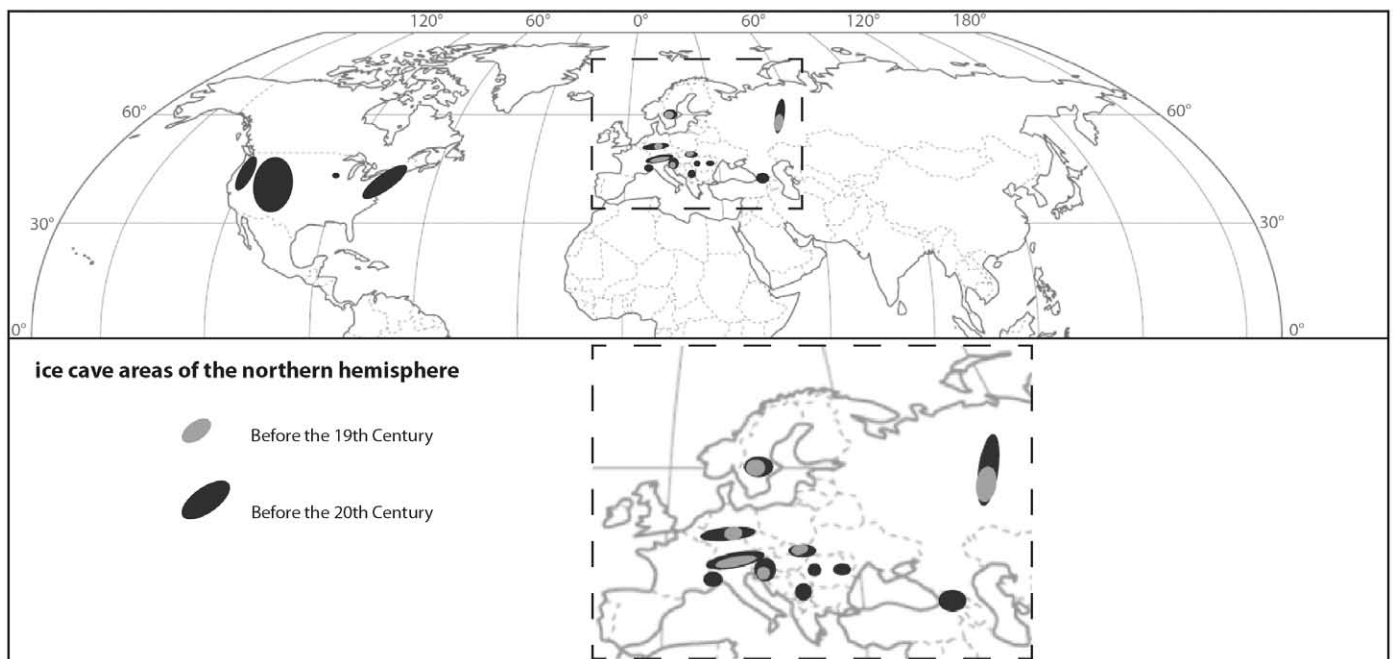 120° 60° 0° 60° 120° 180°
60° 60°
30° 30°
0° 0°
ice cave areas of the northern hemisphere
Before the 19th Century
Before the 20th Century